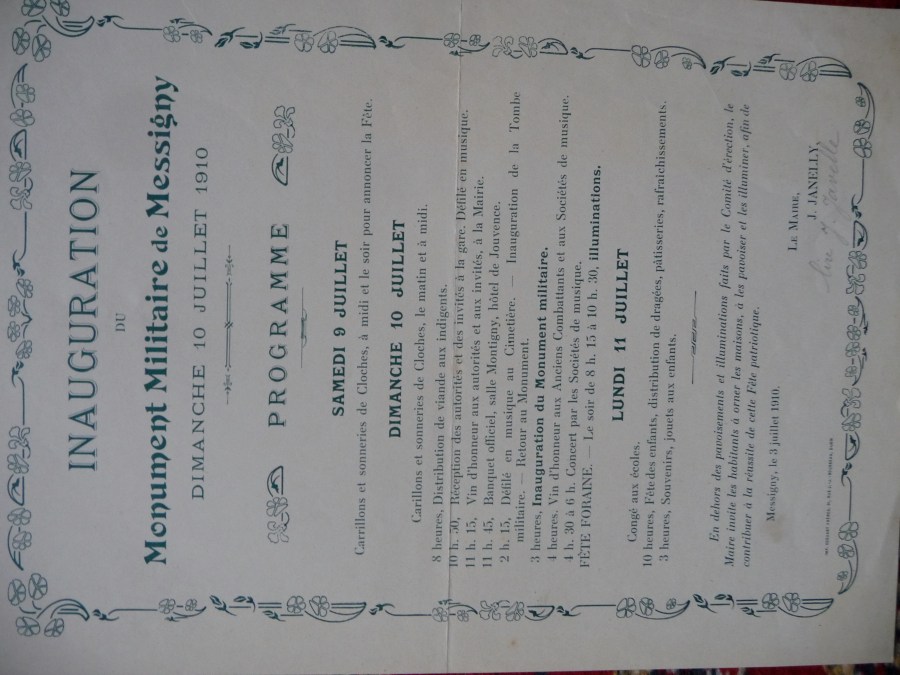 INAUGURATION
DU
Monument Militaire de Messigny
DIMANCHE 10 JUILLET 1910
PROGRAMME
SAMEDI 9 JUILLET
Carrillons et sonneries de Cloches, à midi et le soir pour annoncer la Fête.
DIMANCHE 10 JUILLET
Carillons et sonneries de Cloches, le matin et à midi.
8 heures, Distribution de viande aux indigents.
10 h. 50, Réception des autorités et des invités à la gare. Défilé en musique.
11 h. 15, Vin d'honneur aux autorités et aux invités, à la Mairie.
11 h. 45, Banquet officiel, salle Montigny, hôtel de Jouvence.
2 h. 15, Défilé en musique au Cimetière. — Inauguration de la Tombe
militaire. — Retour au Monument.
3 heures, Inauguration du Monument militaire.
4 heures. Vin d'honneur aux Anciens Combattants et aux Sociétés de musique.
4 h. 30 à 6 h. Concert par les Sociétés de musique.
FÊTE FORAINE. — Le soir de 8 h. 15 à 10 h. 30, illuminations.
LUNDI 11 JUILLET
Congé aux écoles.
10 heures, Fête des enfants, distribution de dragées, pâtisseries, rafraichissements.
3 heures, Souvenirs, jouets aux enfants.
En dehors des pavoisements et illuminations faits par le Comité d'érection, le
Maire invite les habitants à orner les maisons, à les pavoiser et les illuminer, afin de
contribuer à la réussite de cette Fête patriotique.
Messigny, le 3 juillet 1910.
Le Maire,
J. JANELLY,
J. Janelle